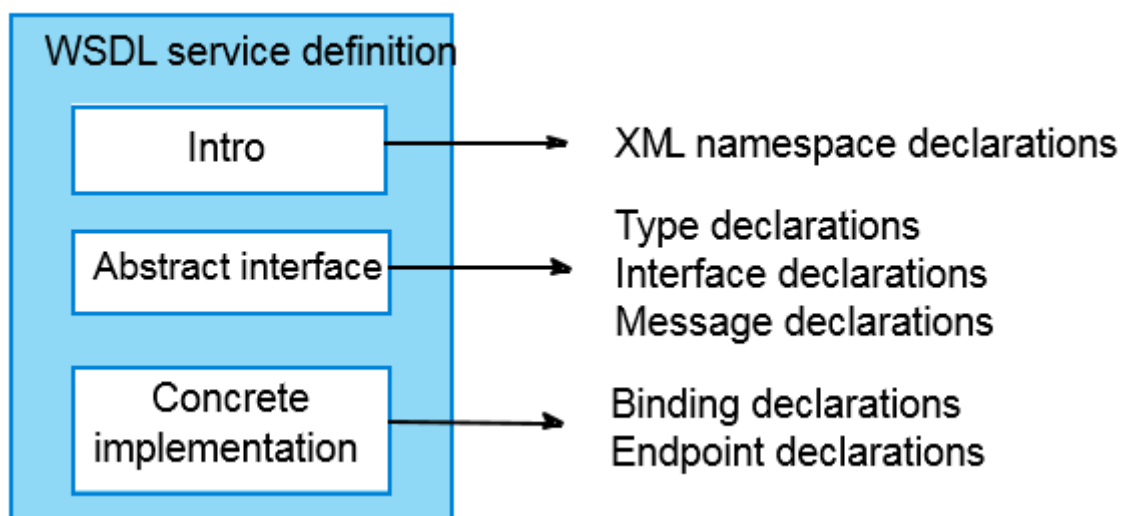 WSDL service definition
Intro
XML namespace declarations
Abstract interface
Type declarations
Interface declarations
Message declarations
Concrete
implementation
Binding declarations
Endpoint declarations